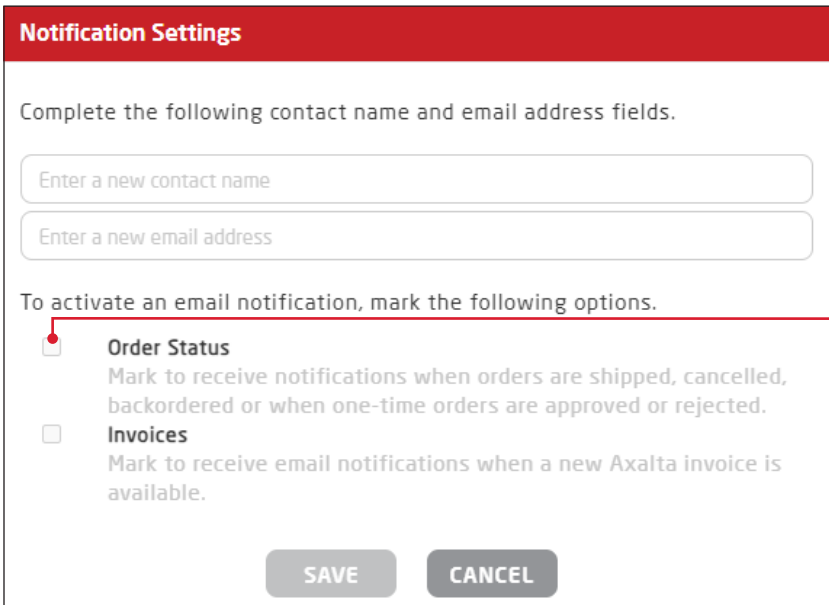 Notification Settings
Complete the following contact name and email address fields.
Enter a new contact name
Enter a new email address
To activate an email notification, mark the following options.
Order Status
Mark to receive notifications when orders are shipped, cancelled,
backordered or when one-time orders are approved or rejected.
Invoices
Mark to receive email notifications when a new Axalta invoice is
available.
SAVE CANCEL